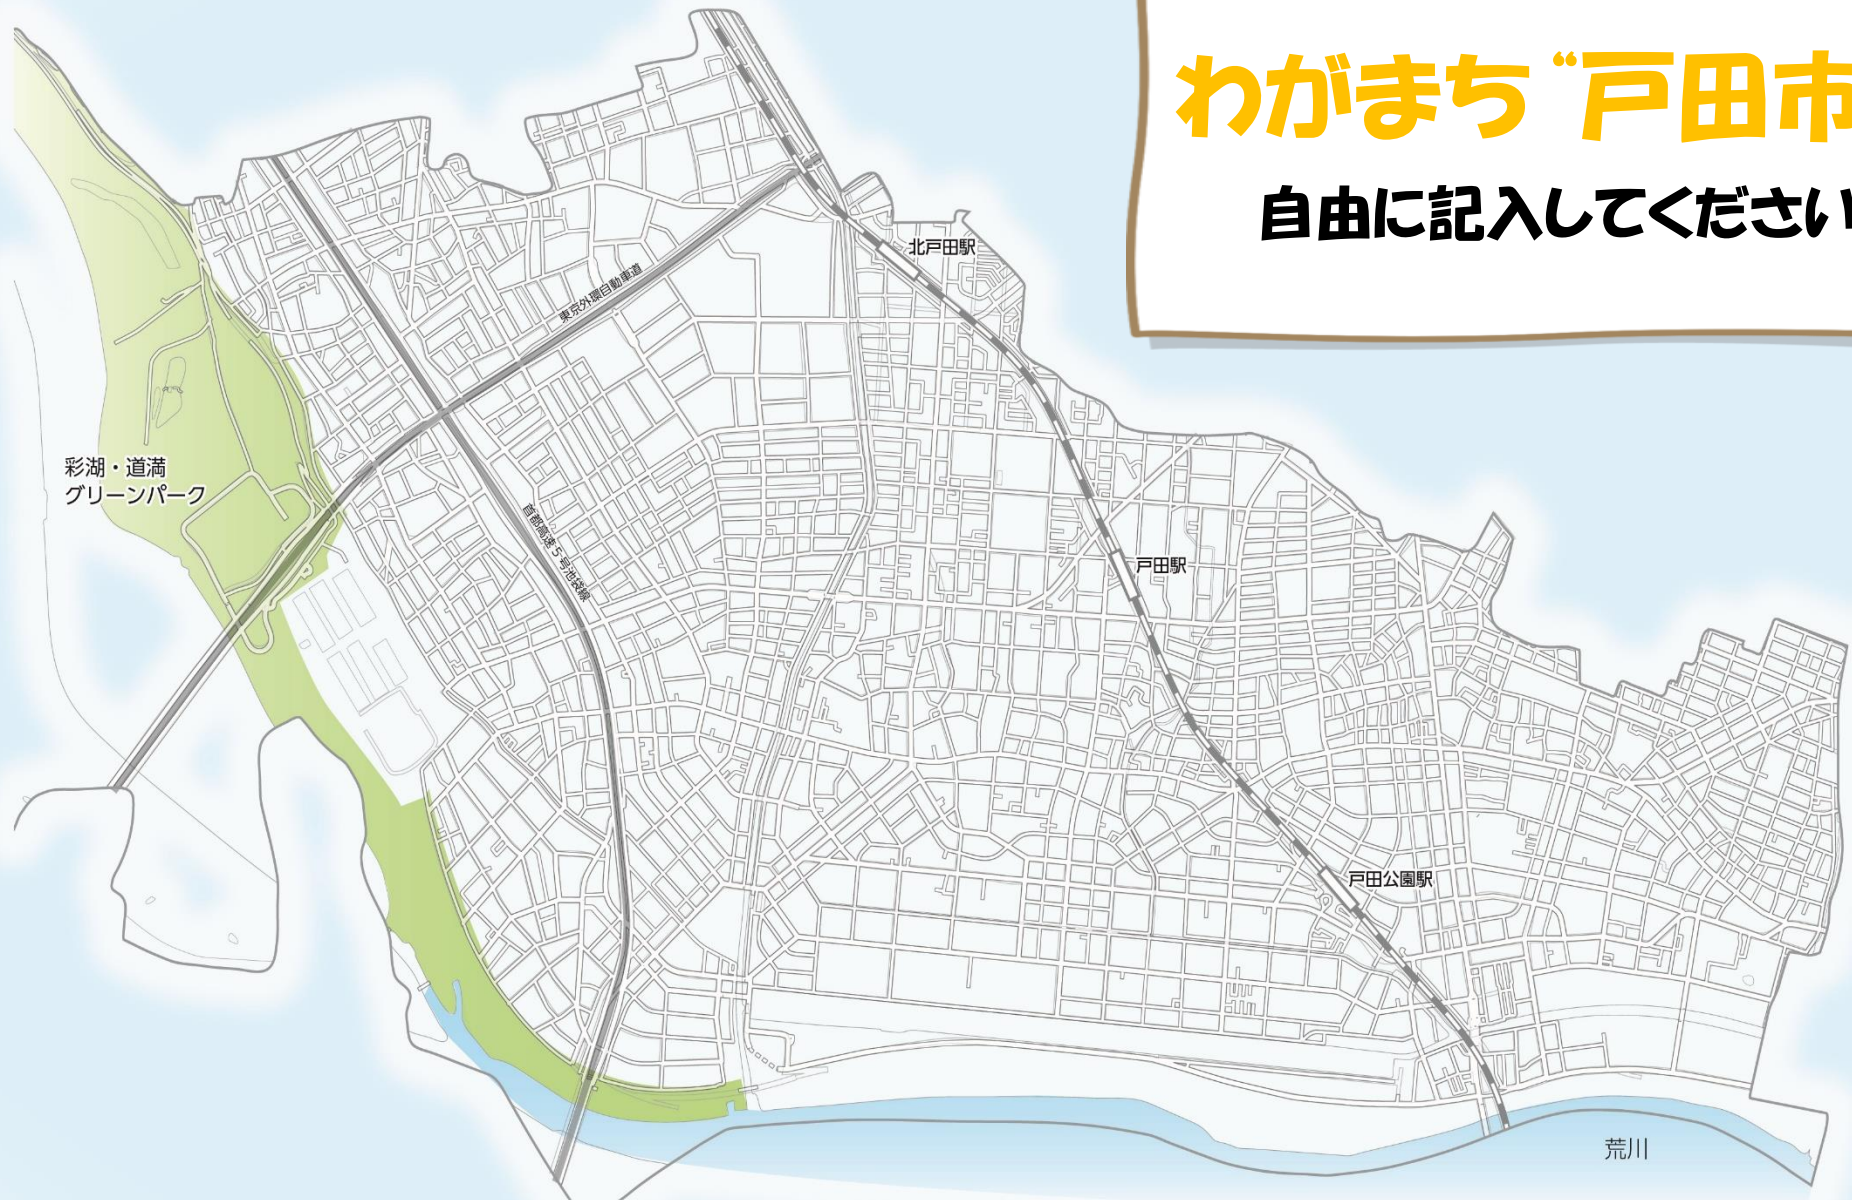 わがまち “戸田市
自由に記入してください
北戸田駅
東京外環自動車道
彩湖・道満
グリーンパーク
首都高速5号池袋線
戸田駅
戸田公園駅
荒川